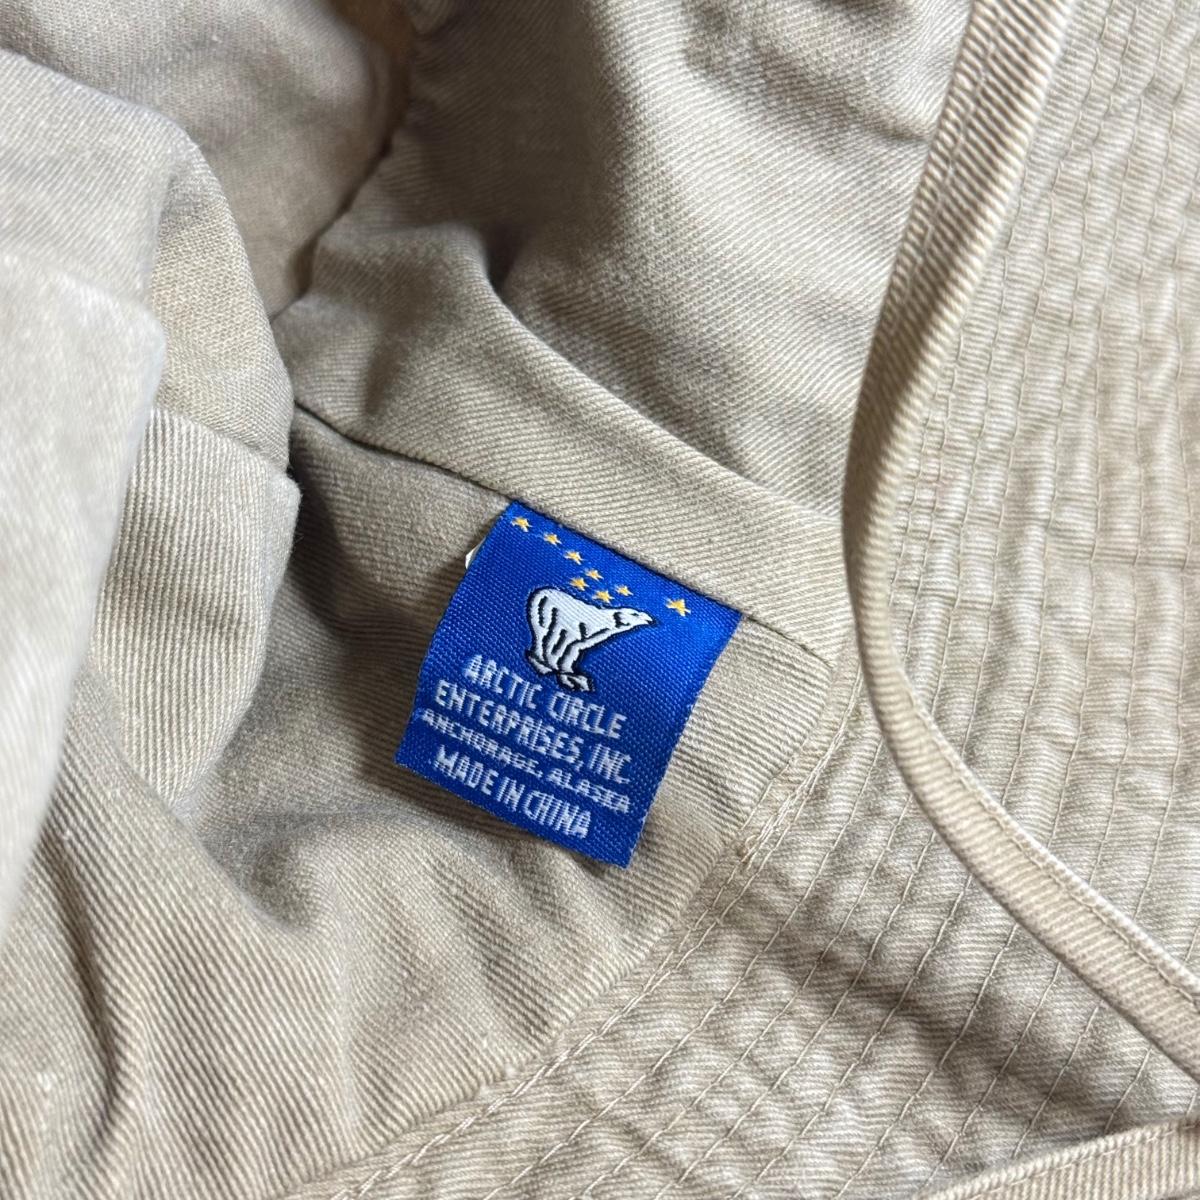 ARCTIC CIRCLE
ENTERPRISES, INC.
ANCHORAGE, ALASKA
MADE IN CHINA